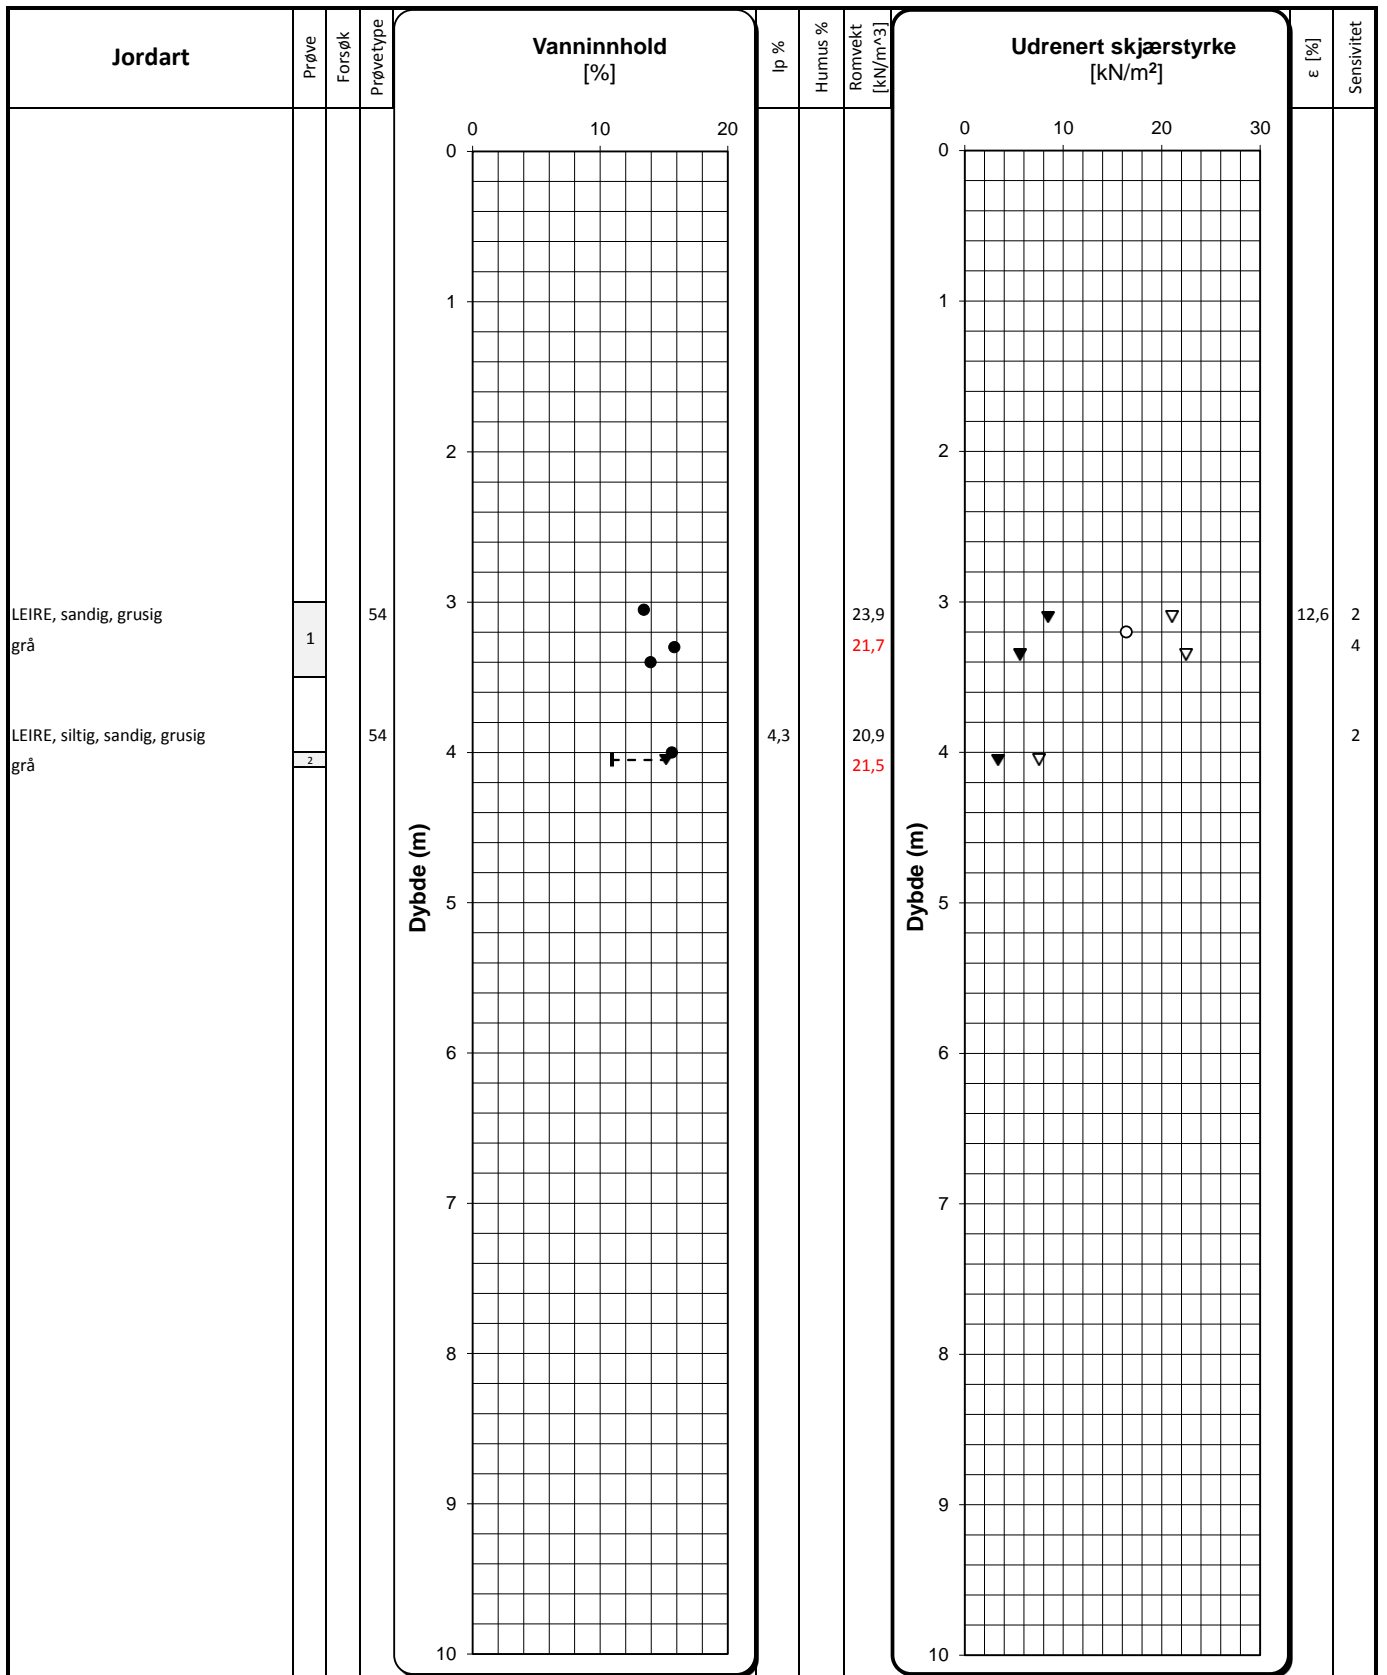 Jordart
Prøve
Forsøk
Prøvetype
Vanninnhold
[%]
Ip %
Humus %
Romvekt
[kN/m^3]
Udrenert skjærstyrke
[kN/m²]
ε [%]
Sensivitet
0 10 20
0 10 20 30
0
1
2
3
4
5
6
7
8
9
10
Dybde (m)
0
1
2
3
4
5
6
7
8
9
10
Dybde (m)
LEIRE, sandig, grusig 54 23,9 12,6 2
grå 1 21,7 4
LEIRE, siltig, sandig, grusig 54 4,3 20,9 2
grå 2 21,5